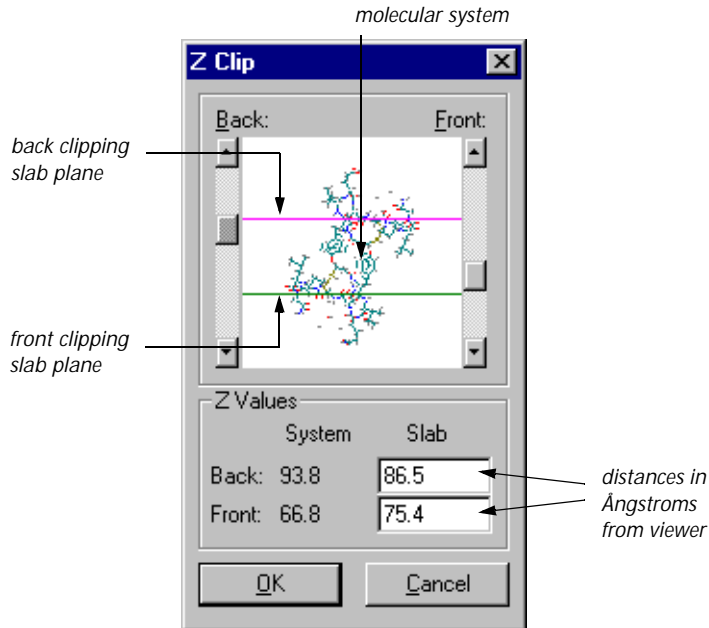 molecular system
Z Clip
Back: Front:
back clipping
slab plane
front clipping
slab plane
Z Values
System Slab
Back: 93.8 86.5
Front: 66.8 75.4
distances in
Ångstroms
from viewer
OK Cancel